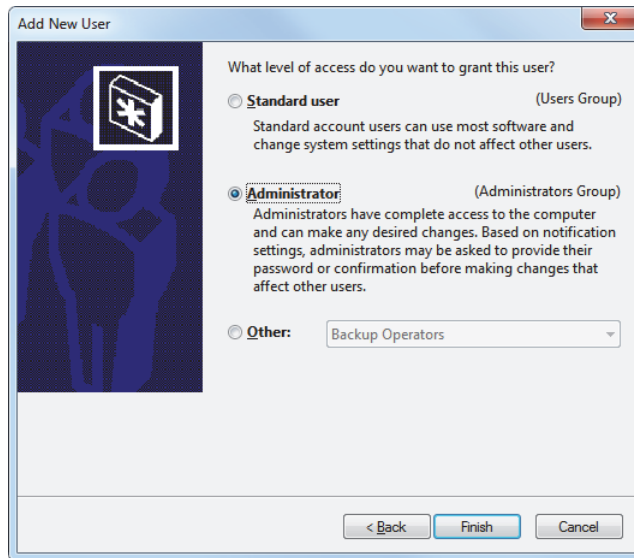 Add New User
What level of access do you want to grant this user?
Standard user (Users Group)
Standard account users can use most software and
change system settings that do not affect other users.
Administrator (Administrators Group)
Administrators have complete access to the computer
and can make any desired changes. Based on notification
settings, administrators may be asked to provide their
password or confirmation before making changes that
affect other users.
Other: Backup Operators
< Back Finish Cancel